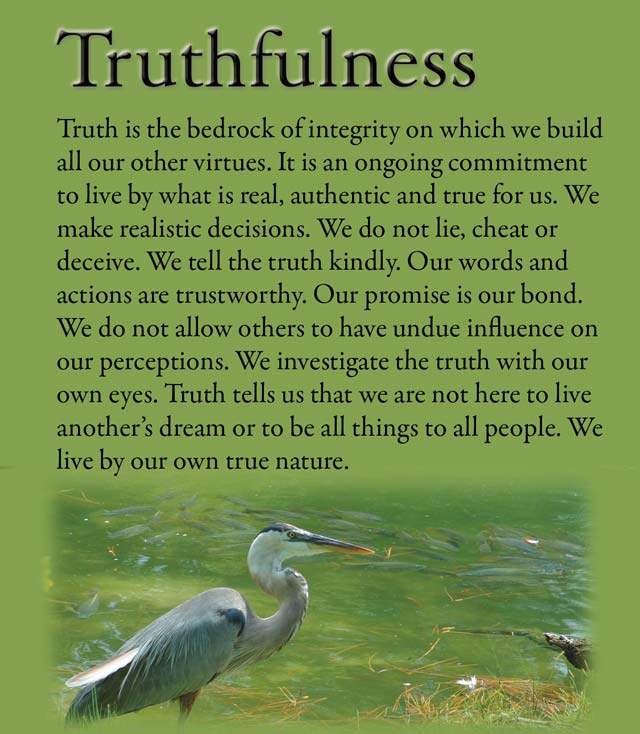 Truthfulness
Truth is the bedrock of integrity on which we build
all our other virtues. It is an ongoing commitment
to live by what is real, authentic and true for us. We
make realistic decisions. We do not lie, cheat or
deceive. We tell the truth kindly. Our words and
actions are trustworthy. Our promise is our bond.
We do not allow others to have undue influence on
our perceptions. We investigate the truth with our
own eyes. Truth tells us that we are not here to live
another’s dream or to be all things to all people. We
live by our own true nature.